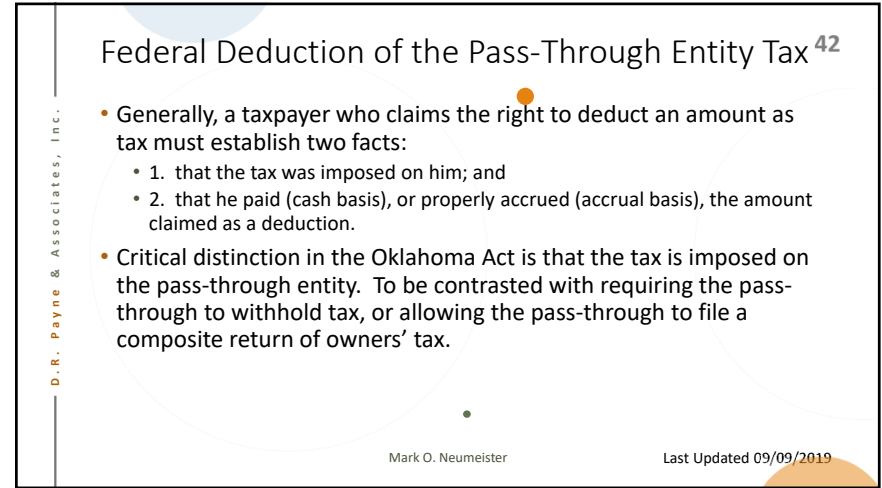 Federal Deduction of the Pass-Through Entity Tax 42
D.R. Payne & Associates, Inc.
• Generally, a taxpayer who claims the right to deduct an amount as
tax must establish two facts:
• 1. that the tax was imposed on him; and
• 2. that he paid (cash basis), or properly accrued (accrual basis), the amount
claimed as a deduction.
• Critical distinction in the Oklahoma Act is that the tax is imposed on
the pass-through entity. To be contrasted with requiring the pass-
through to withhold tax, or allowing the pass-through to file a
composite return of owners’ tax.
Mark O. Neumeister
Last Updated 09/09/2019